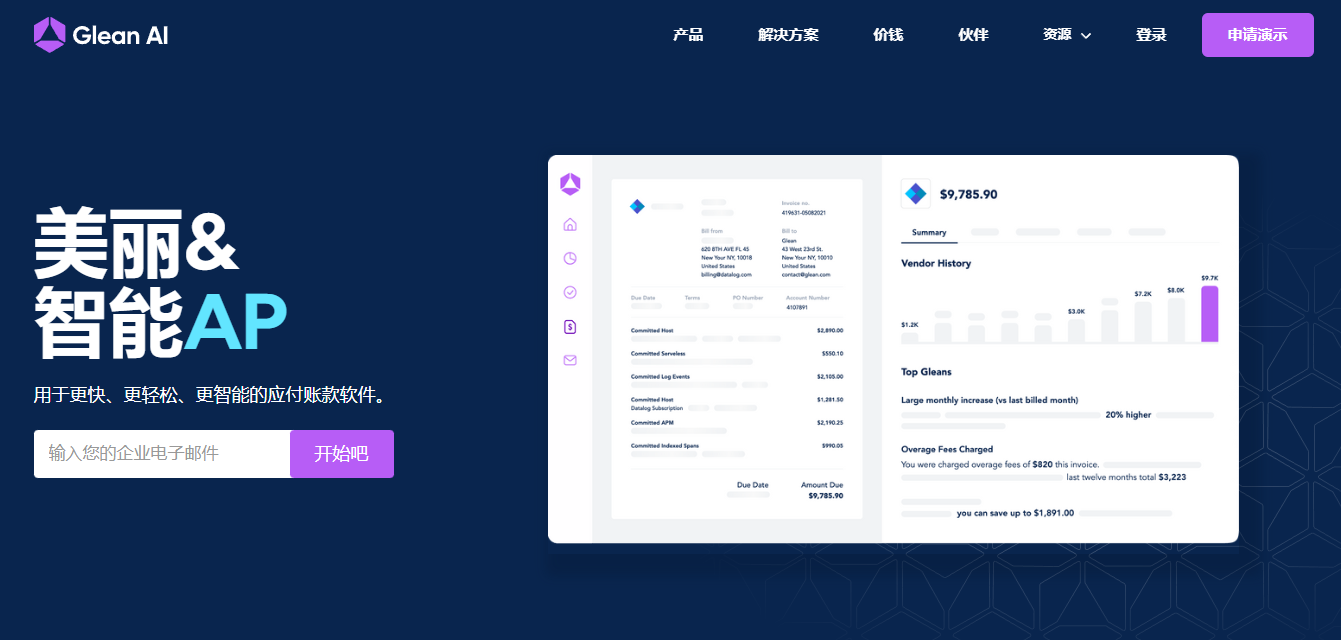 Glean AI
产品
解决方案
价钱
伙伴
资源
登录
申请演示
美丽&
智能AP
用于更快、更轻松、更智能的应付账款软件。
输入您的企业电子邮件
开始吧
Invoice no.
419631-05082021
Bill from
620 8TH AVE FL 45
New Your NY, 10018
United States
billing@datalog.com
Bill to
Glean
43 West 23rd St.
New Your NY, 10010
United States
contact@glean.com
Due Date
Terms
PO Number
Account Number
4107891
Committed Host $2,890.00
Committed Serveless $550.10
Committed Log Events $2,105.00
Committed Host $1,281.50
Datalog Subscription
Committed APM $2,190.25
Committed Indexed Spans $990.05
Due Date
Amount Due
$9,785.90
$9,785.90
Summary
Vendor History
$1.2K
$3.0K
$7.2K
$8.0K
$9.7K
Top Gleans
Large monthly increase (vs last billed month)
20% higher
Overage Fees Charged
You were charged overage fees of $820 this invoice.
last twelve months total $3,223
you can save up to $1,891.00